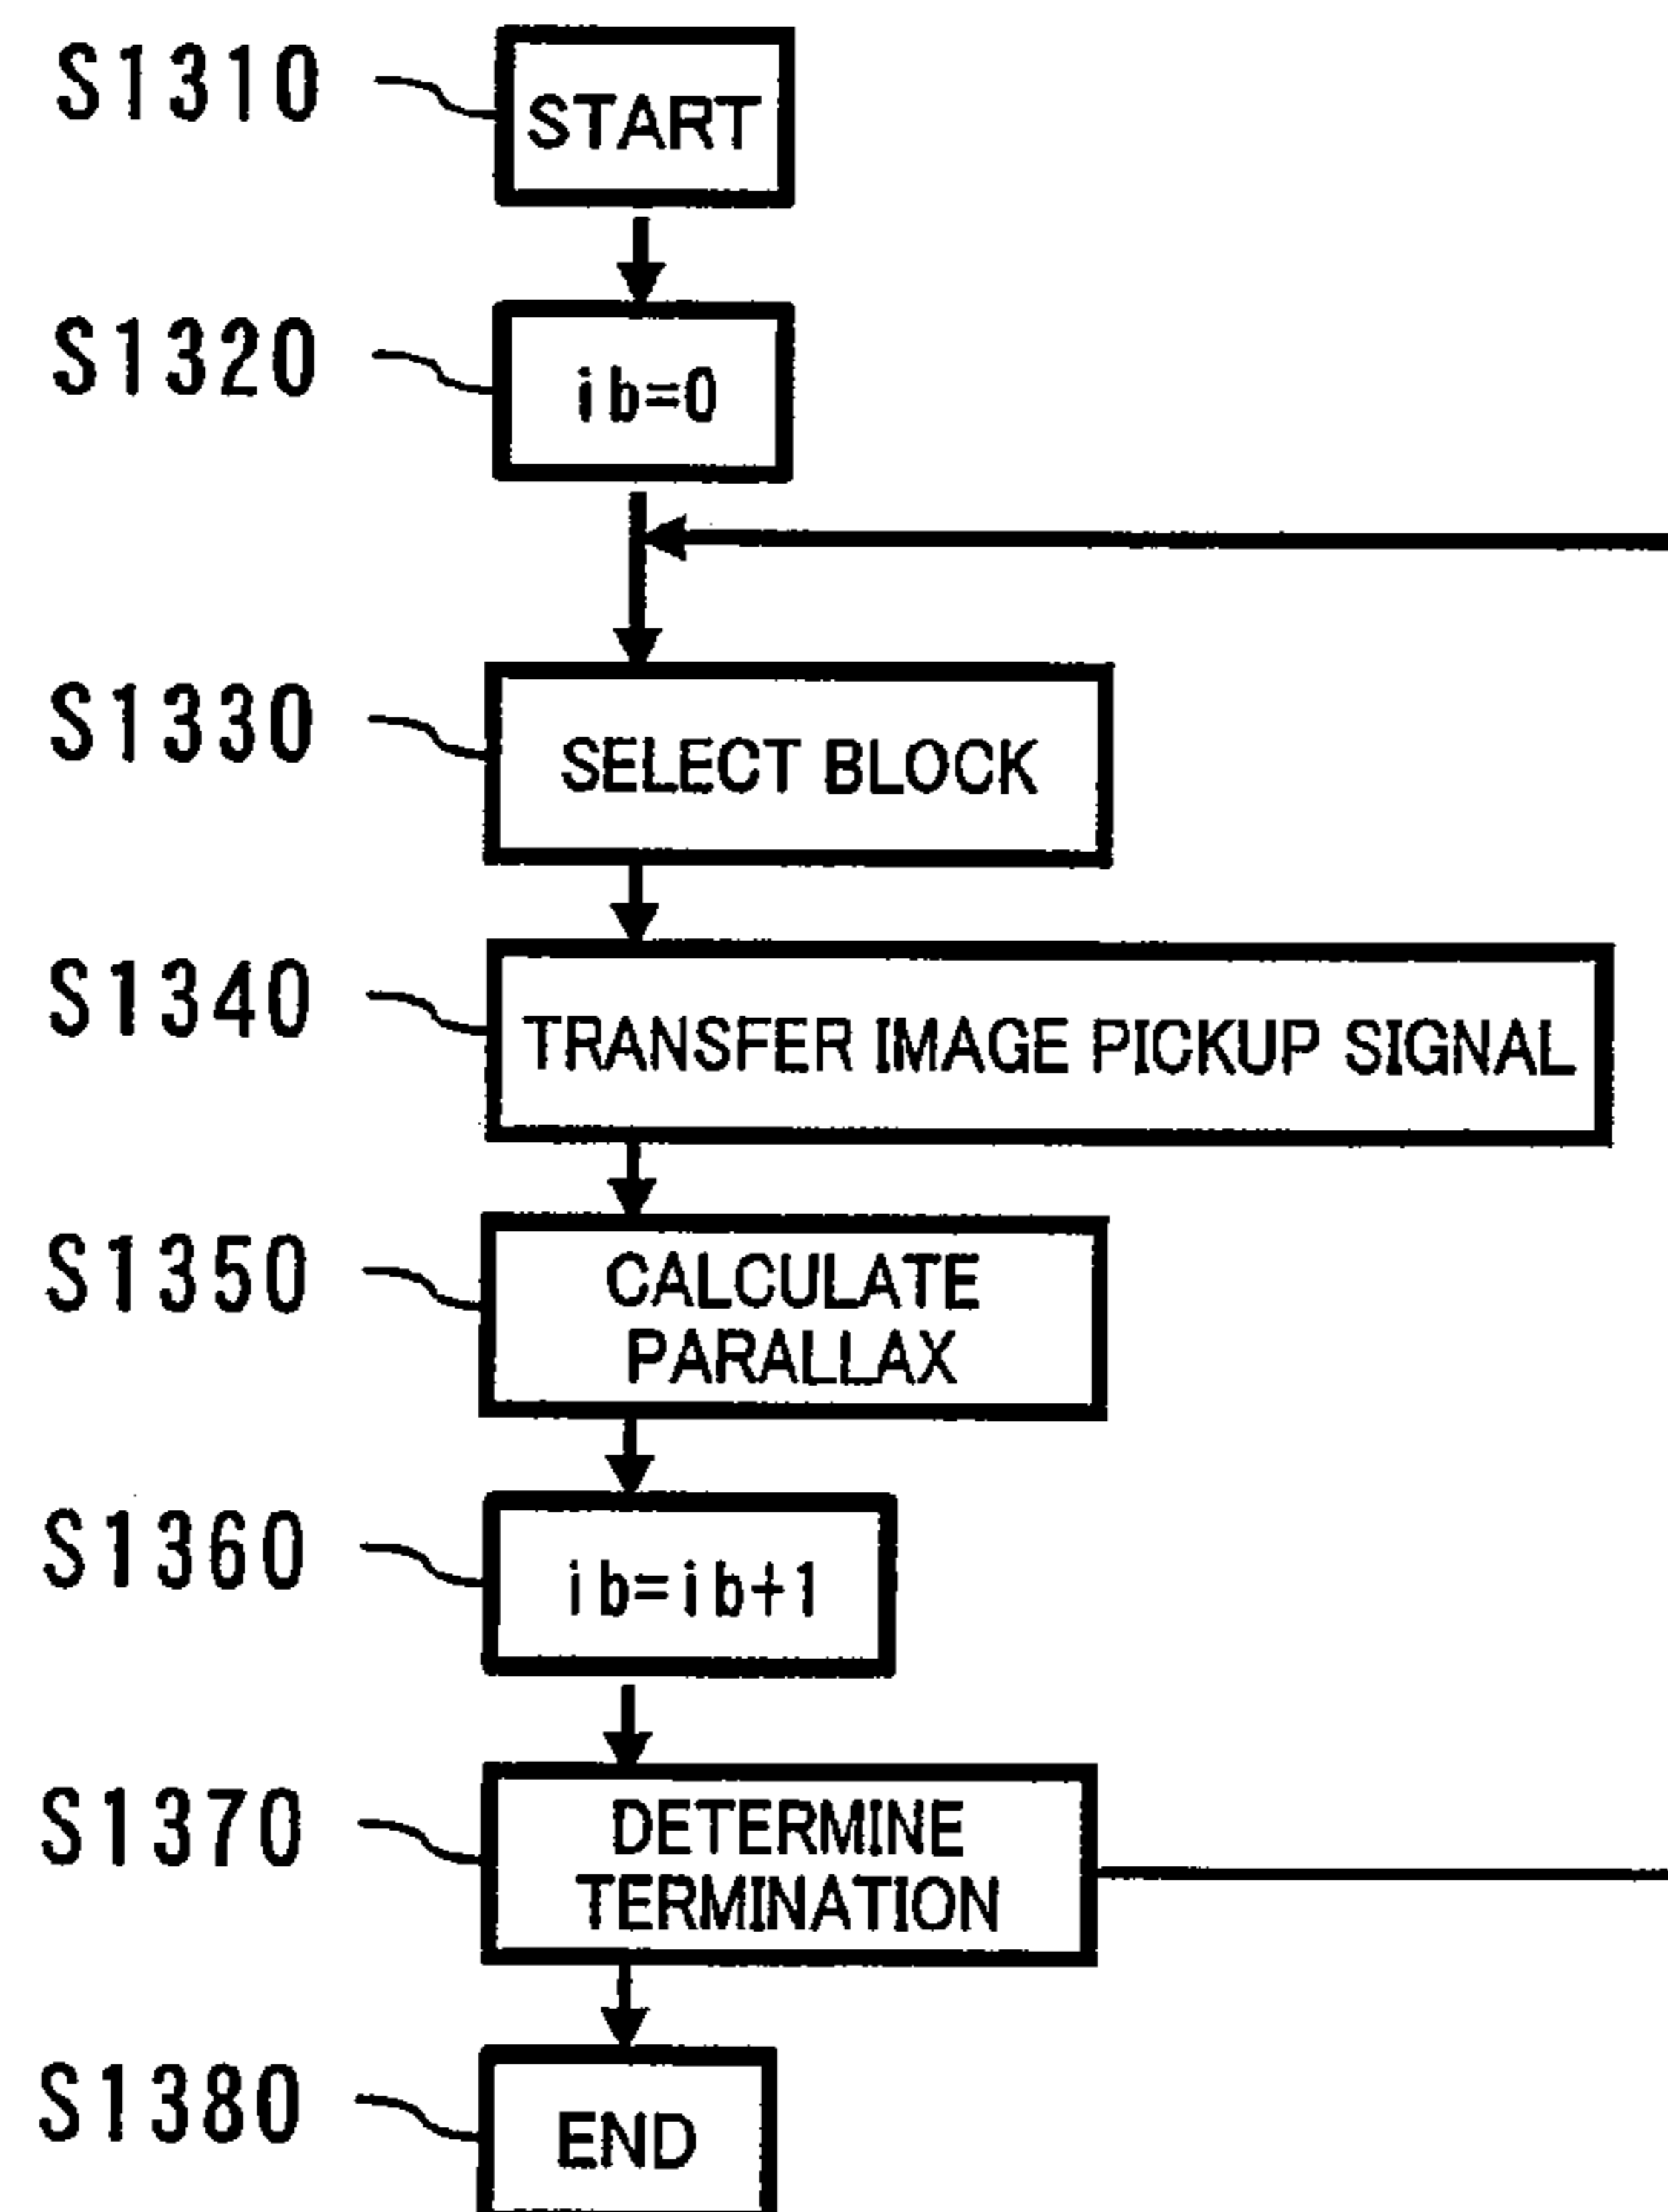 S1310
START
S1320
ib=0
S1330
SELECT BLOCK
S1340
TRANSFER IMAGE PICKUP SIGNAL
S1350
CALCULATE
PARALLAX
S1360
ib=ib+1
S1370
DETERMINE
TERMINATION
S1380
END